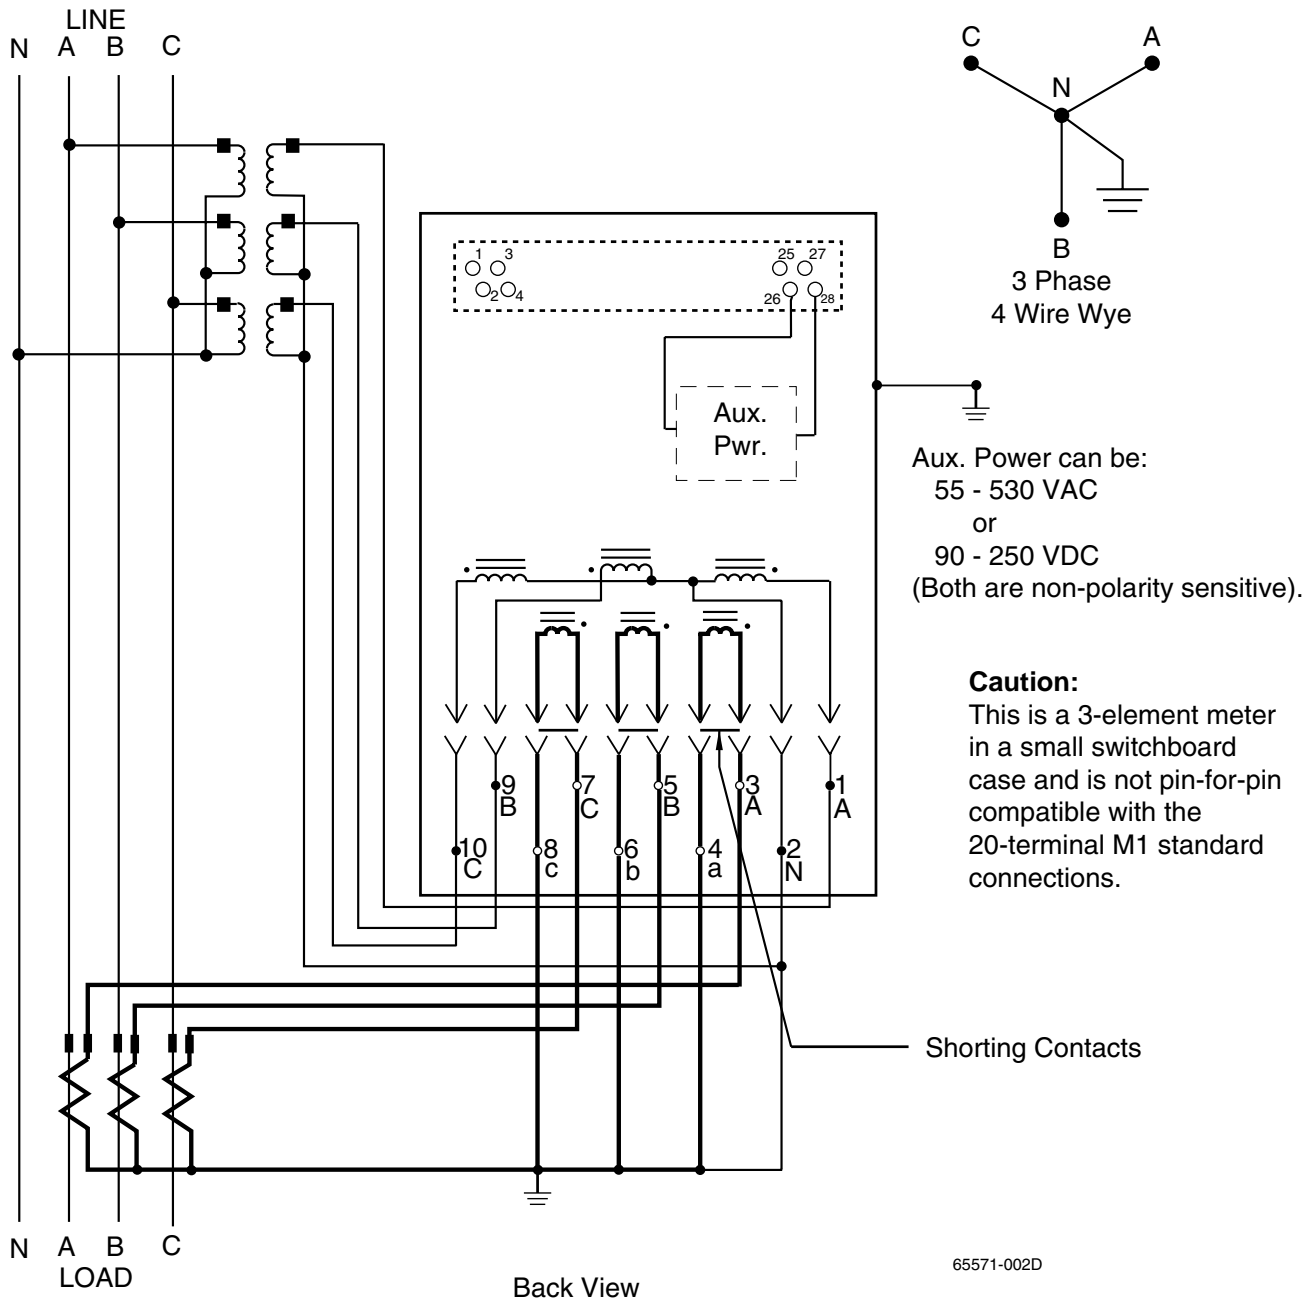 LINE
N A B C
C A
N
B
3 Phase
4 Wire Wye
1 3 25 27
2 4 26 28
Aux.
Pwr.
Aux. Power can be:
55 - 530 VAC
or
90 - 250 VDC
(Both are non-polarity sensitive).
Caution:
This is a 3-element meter
in a small switchboard
case and is not pin-for-pin
compatible with the
20-terminal M1 standard
connections.
9 7 5 3 1
B C B A A
10 8 6 4 2
C c b a N
Shorting Contacts
N A B C
LOAD
Back View
65571-002D